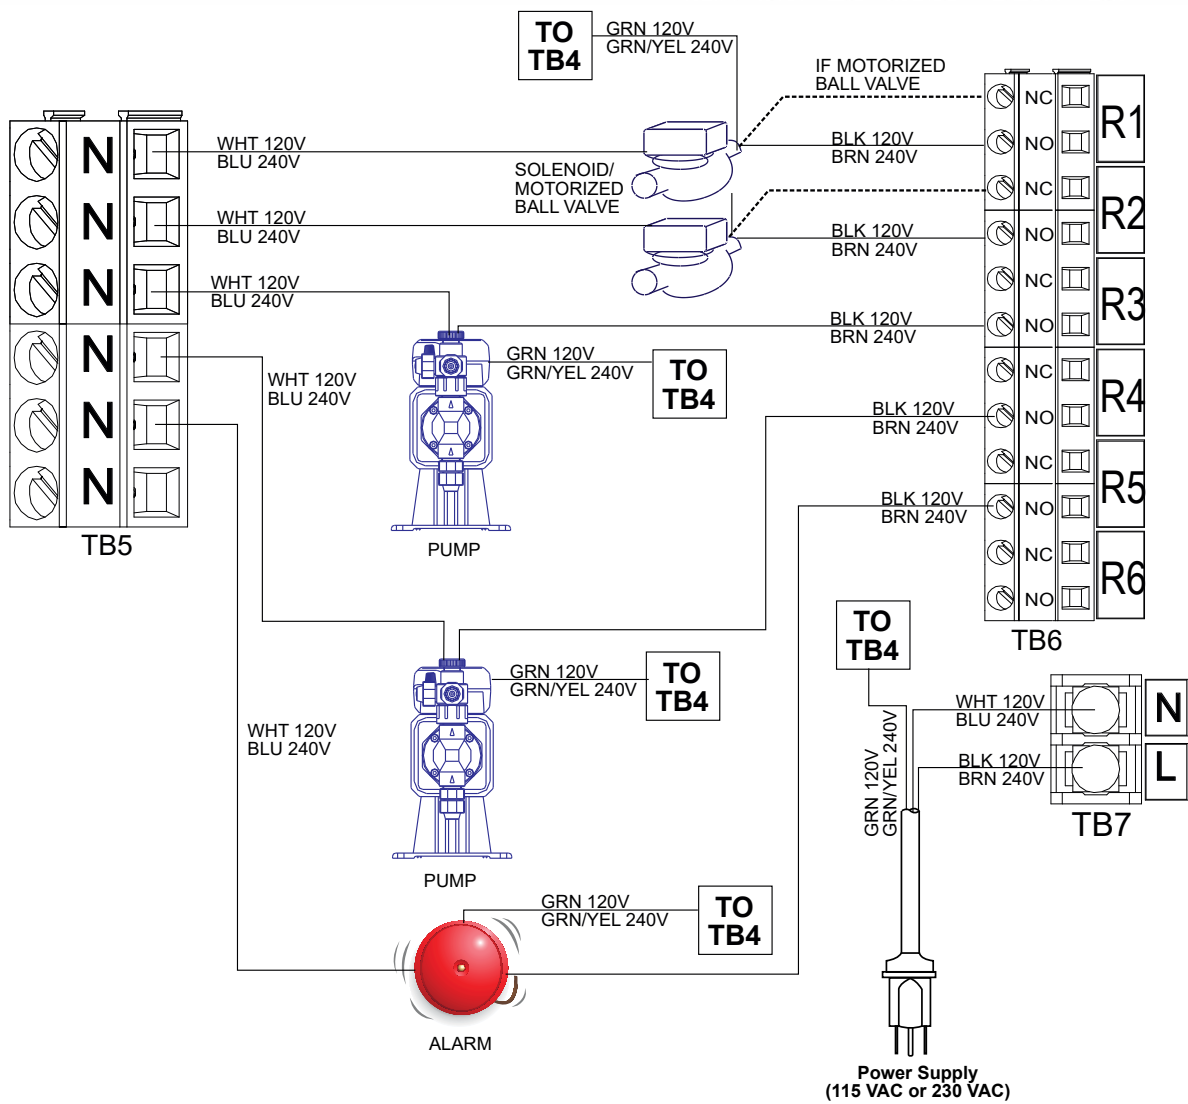 TO
TB4
GRN 120V
GRN/YEL 240V
IF MOTORIZED
BALL VALVE
N
WHT 120V
BLU 240V
SOLENOID/
MOTORIZED
BALL VALVE
BLK 120V
BRN 240V
NC
NO
R1
N
WHT 120V
BLU 240V
BLK 120V
BRN 240V
NC
NO
R2
N
WHT 120V
BLU 240V
BLK 120V
BRN 240V
NC
NO
R3
N
WHT 120V
BLU 240V
GRN 120V
GRN/YEL 240V
TO
TB4
BLK 120V
BRN 240V
NC
NO
R4
N
N
TB5
PUMP
BLK 120V
BRN 240V
NC
NO
R5
NC
NO
R6
TB6
TO
TB4
GRN 120V
GRN/YEL 240V
TO
TB4
WHT 120V
BLU 240V
PUMP
GRN 120V
GRN/YEL 240V
WHT 120V
BLU 240V
N
BLK 120V
BRN 240V
L
TB7
GRN 120V
GRN/YEL 240V
TO
TB4
ALARM
Power Supply
(115 VAC or 230 VAC)